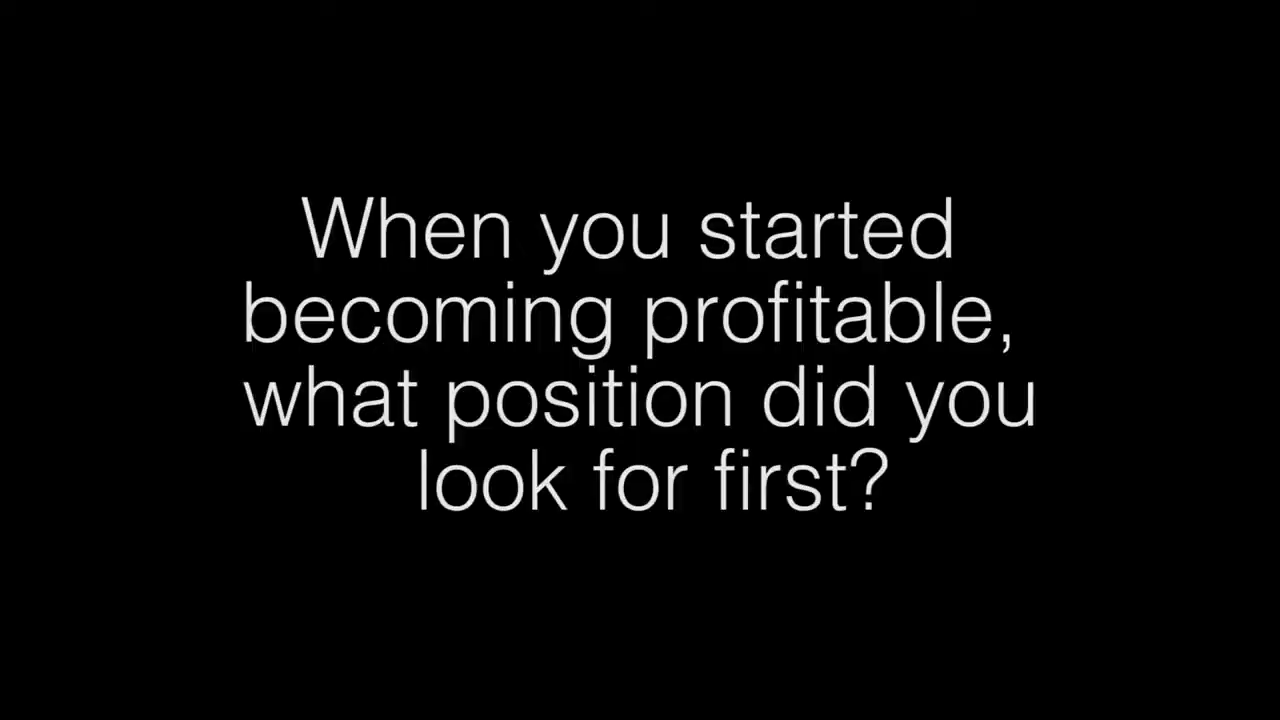 When you started
becoming profitable,
what position did you
look for first?